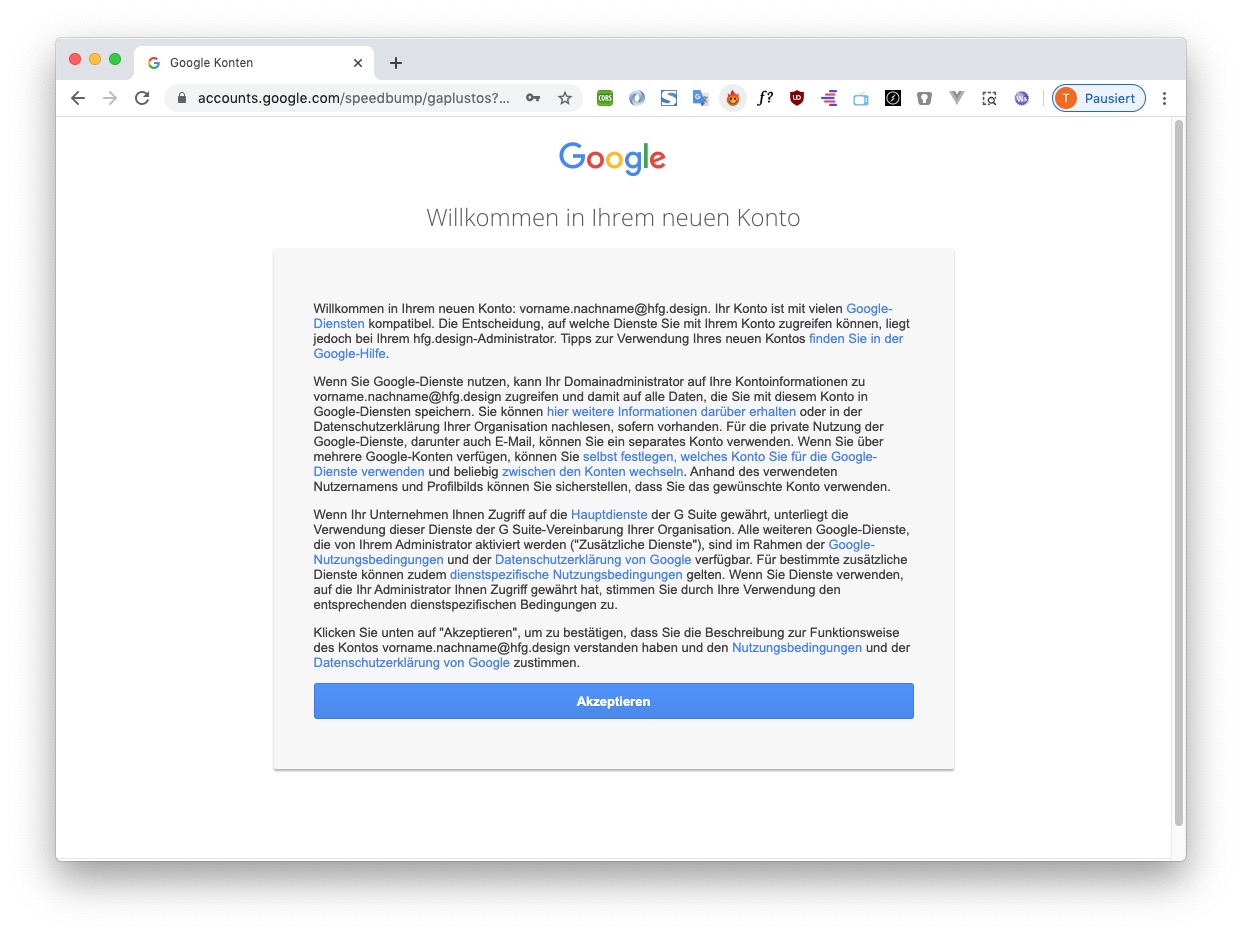 Google Konten
accounts.google.com/speedbump/gaplustos?...
CORS
f?
Ws
T Pausiert
Google
Willkommen in Ihrem neuen Konto
Willkommen in Ihrem neuen Konto: vorname.nachname@hfg.design. Ihr Konto ist mit vielen Google-
Diensten kompatibel. Die Entscheidung, auf welche Dienste Sie mit Ihrem Konto zugreifen können, liegt
jedoch bei Ihrem hfg.design-Administrator. Tipps zur Verwendung Ihres neuen Kontos finden Sie in der
Google-Hilfe.
Wenn Sie Google-Dienste nutzen, kann Ihr Domainadministrator auf Ihre Kontoinformationen zu
vorname.nachname@hfg.design zugreifen und damit auf alle Daten, die Sie mit diesem Konto in
Google-Diensten speichern. Sie können hier weitere Informationen darüber erhalten oder in der
Datenschutzerklärung Ihrer Organisation nachlesen, sofern vorhanden. Für die private Nutzung der
Google-Dienste, darunter auch E-Mail, können Sie ein separates Konto verwenden. Wenn Sie über
mehrere Google-Konten verfügen, können Sie selbst festlegen, welches Konto Sie für die Google-
Dienste verwenden und beliebig zwischen den Konten wechseln. Anhand des verwendeten
Nutzernamens und Profilbilds können Sie sicherstellen, dass Sie das gewünschte Konto verwenden.
Wenn Ihr Unternehmen Ihnen Zugriff auf die Hauptdienste der G Suite gewährt, unterliegt die
Verwendung dieser Dienste der G Suite-Vereinbarung Ihrer Organisation. Alle weiteren Google-Dienste,
die von Ihrem Administrator aktiviert werden ("Zusätzliche Dienste"), sind im Rahmen der Google-
Nutzungsbedingungen und der Datenschutzerklärung von Google verfügbar. Für bestimmte zusätzliche
Dienste können zudem dienstspezifische Nutzungsbedingungen gelten. Wenn Sie Dienste verwenden,
auf die Ihr Administrator Ihnen Zugriff gewährt hat, stimmen Sie durch Ihre Verwendung den
entsprechenden dienstspezifischen Bedingungen zu.
Klicken Sie unten auf "Akzeptieren", um zu bestätigen, dass Sie die Beschreibung zur Funktionsweise
des Kontos vorname.nachname@hfg.design verstanden haben und den Nutzungsbedingungen und der
Datenschutzerklärung von Google zustimmen.
Akzeptieren